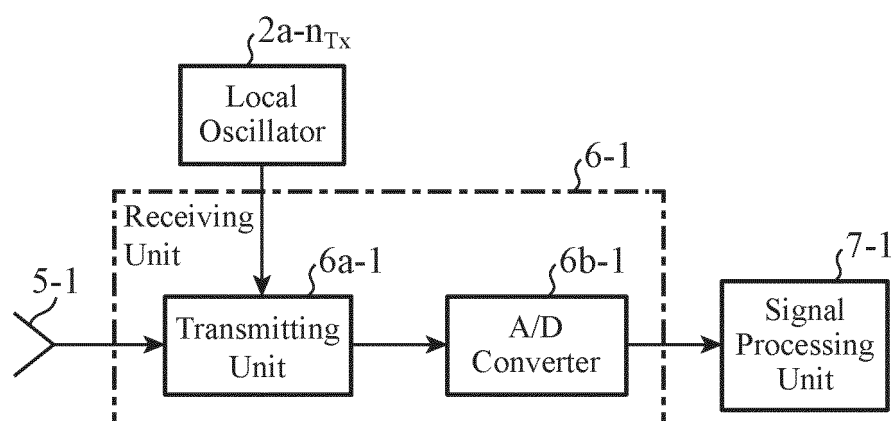 2a-nTx
Local
Oscillator
6-1
Receiving
Unit
5-1
6a-1
Transmitting
Unit
6b-1
A/D
Converter
7-1
Signal
Processing
Unit